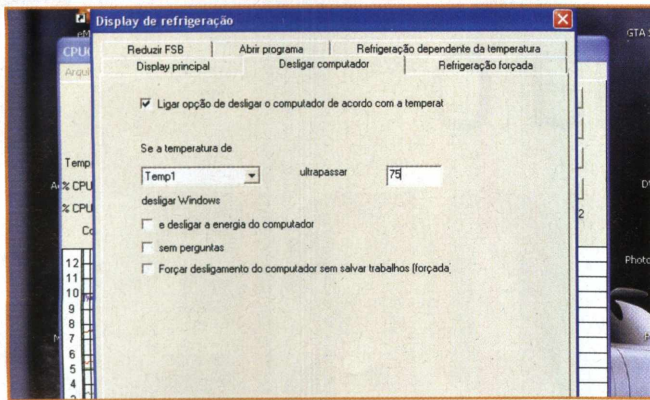 Display de refrigeração
GTA
CPU
Arqui
Reduzir FSB
Abrir programa
Refrigeração dependente da temperatura
Display principal
Desligar computador
Refrigeração forçada
Ligar opção de desligar o computador de acordo com a temperat
Se a temperatura de
Temp
Temp1
ultrapassar
75
% CPU
desligar Windows
% CPU
2
e desligar a energia do computador
Co
sem perguntas
Forçar desligamento do computador sem salvar trabalhos (forçada
Photo
12
11
10
9
8
7
6
5
4